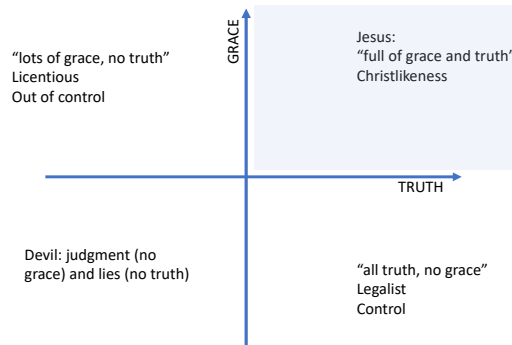 GRACE
“lots of grace, no truth”
Licentious
Out of control
Jesus:
“full of grace and truth”
Christlikeness
TRUTH
Devil: judgment (no
grace) and lies (no truth)
“all truth, no grace”
Legalist
Control